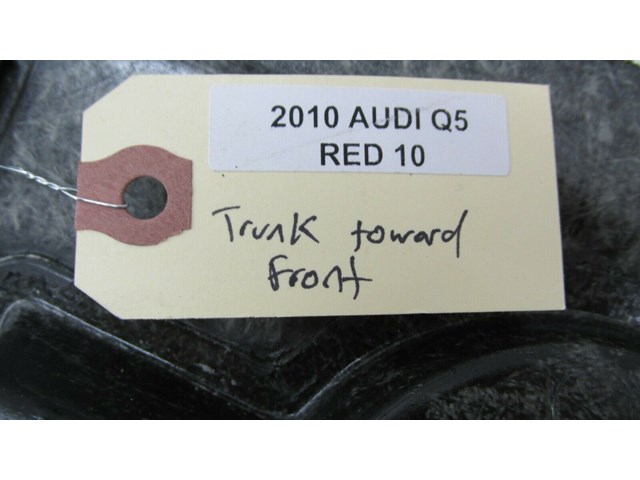 2010 AUDI Q5
RED 10
Trunk toward
Front